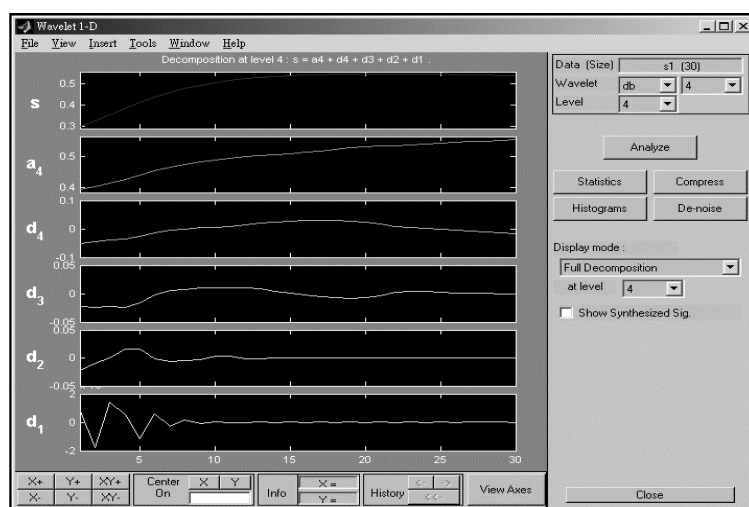 Wavelet 1-D
File View Insert Tools Window Help
Decomposition at level 4 : s = a4 + d4 + d3 + d2 + d1 .
s
0.5
0.4
0.3
a4
0.5
0.4
d4
0.1
0
-0.1
d3
0.05
0
-0.05
d2
0.05
0
-0.05
d1
2
0
-2
5 10 15 20 25 30
Data (Size) s1 (30)
Wavelet db 4
Level 4
Analyze
Statistics Compress
Histograms De-noise
Display mode :
Full Decomposition
at level 4
Show Synthesized Sig.
X+ Y+ XY+
X- Y- XY-
Center On X Y
Info X = Y =
History <- -> <<-
View Axes
Close